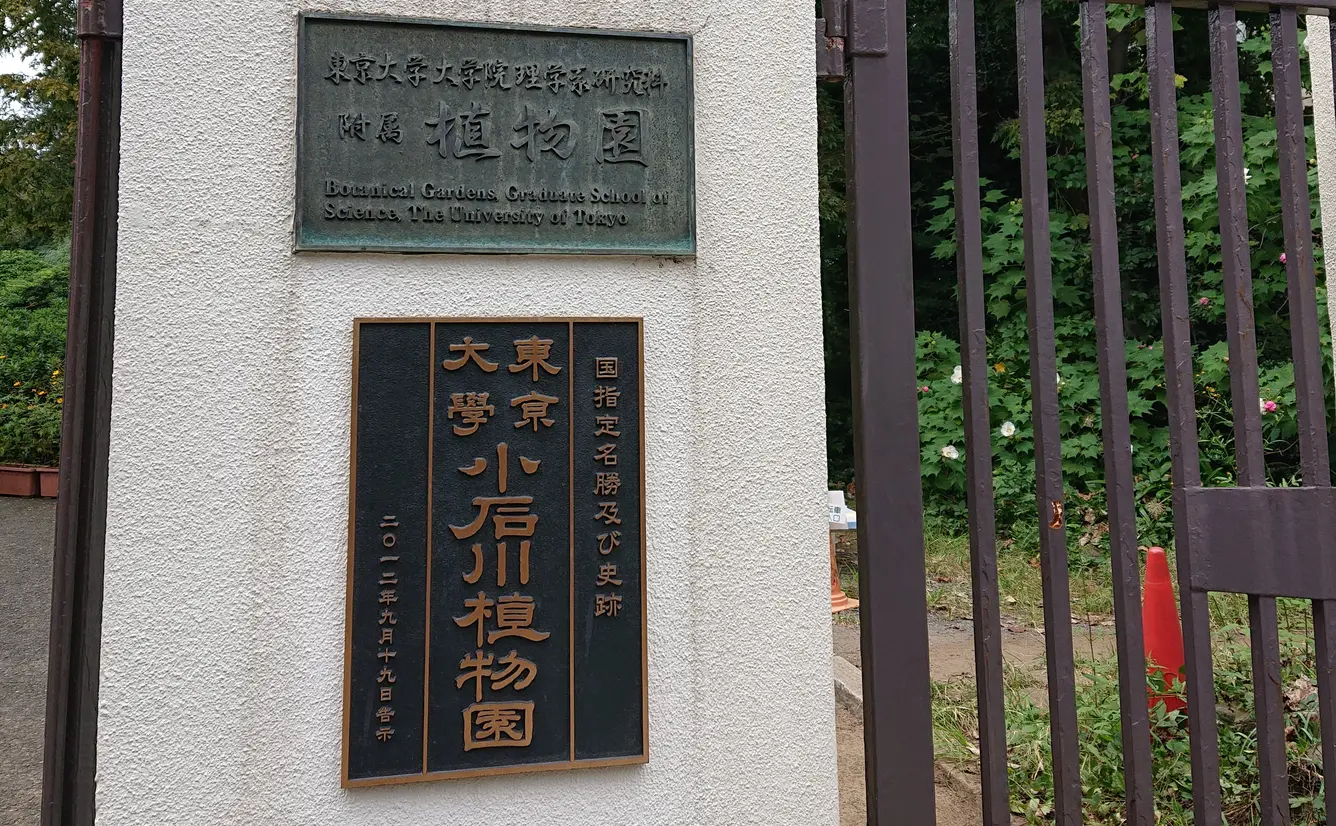 東京大学大学院理学系研究科
附属 植物園
Botanical Gardens, Graduate School of
Science, The University of Tokyo
国指定名勝及び史跡
東京
大學
小石川植物園
二〇一二年九月十九日告示